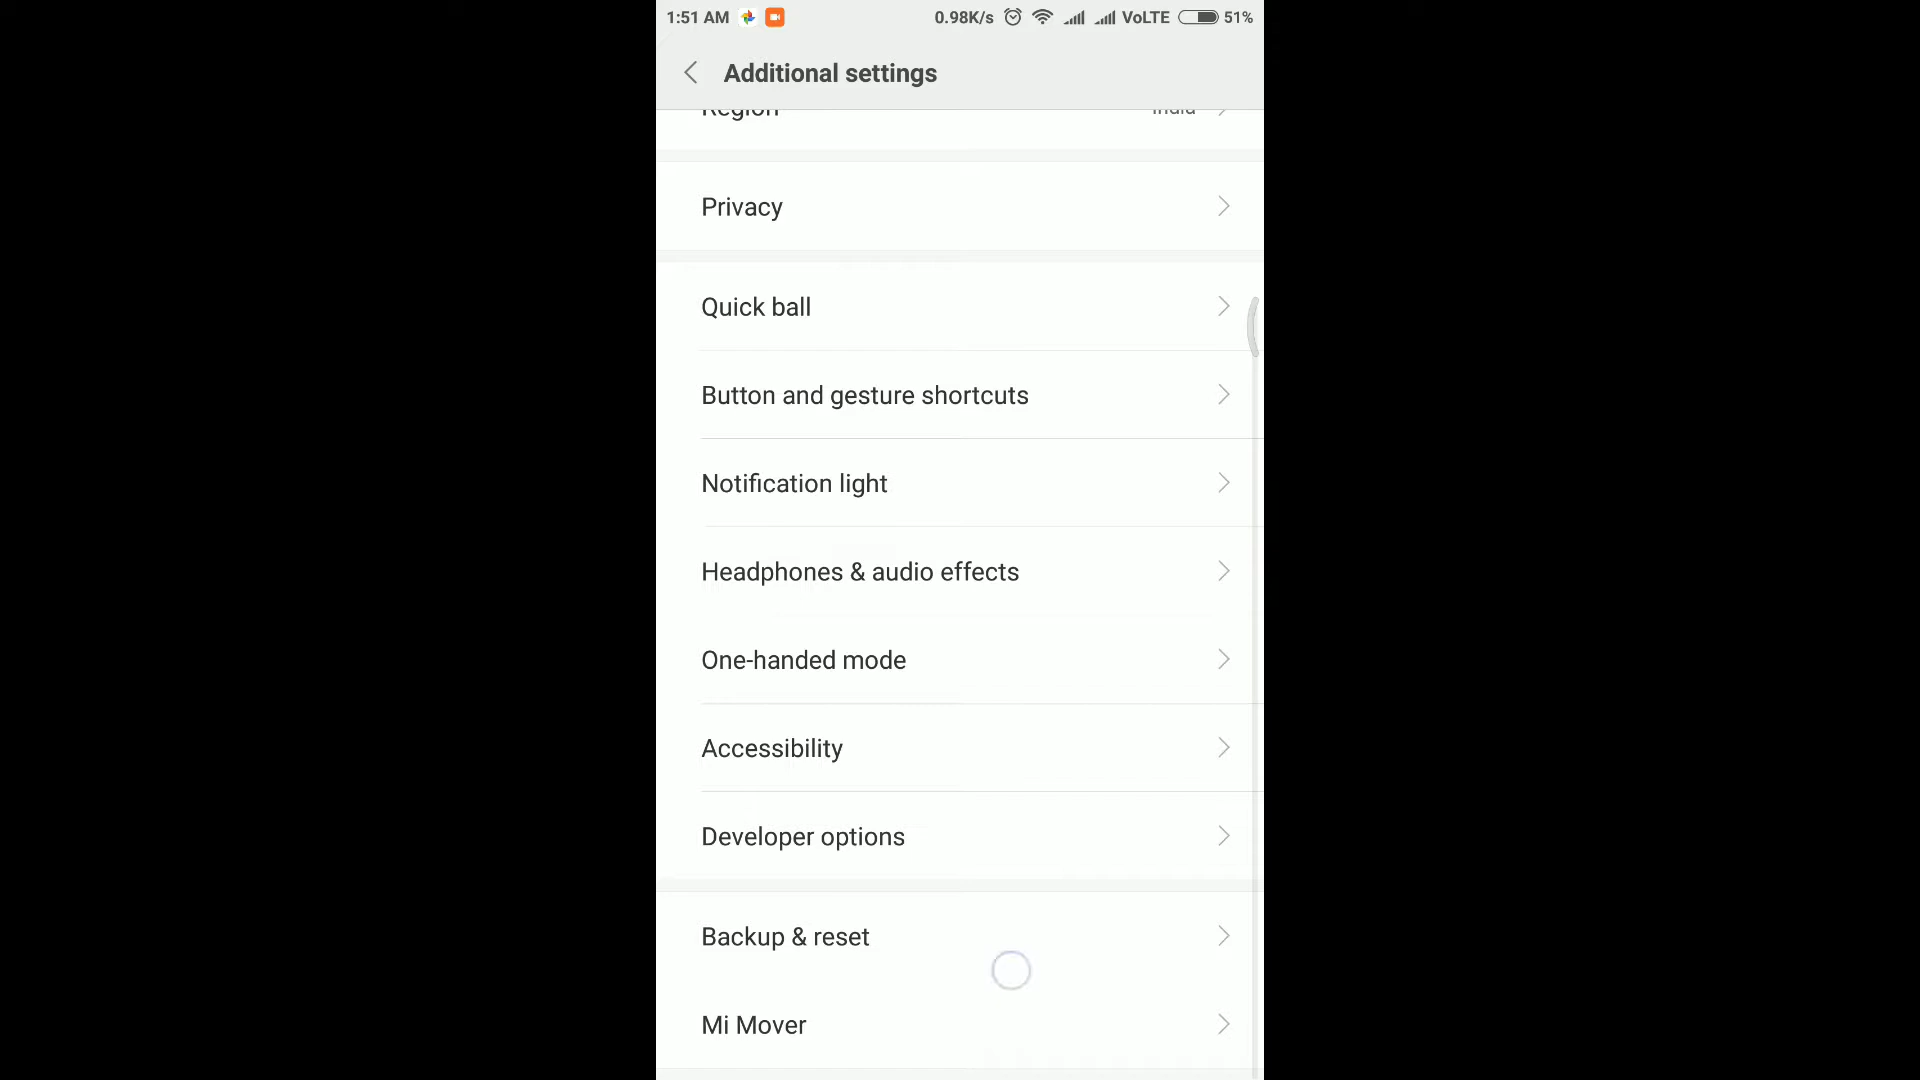 1:51 AM 0.98K/s VoLTE 51%
Additional settings
Region India
Privacy
Quick ball
Button and gesture shortcuts
Notification light
Headphones & audio effects
One-handed mode
Accessibility
Developer options
Backup & reset
Mi Mover